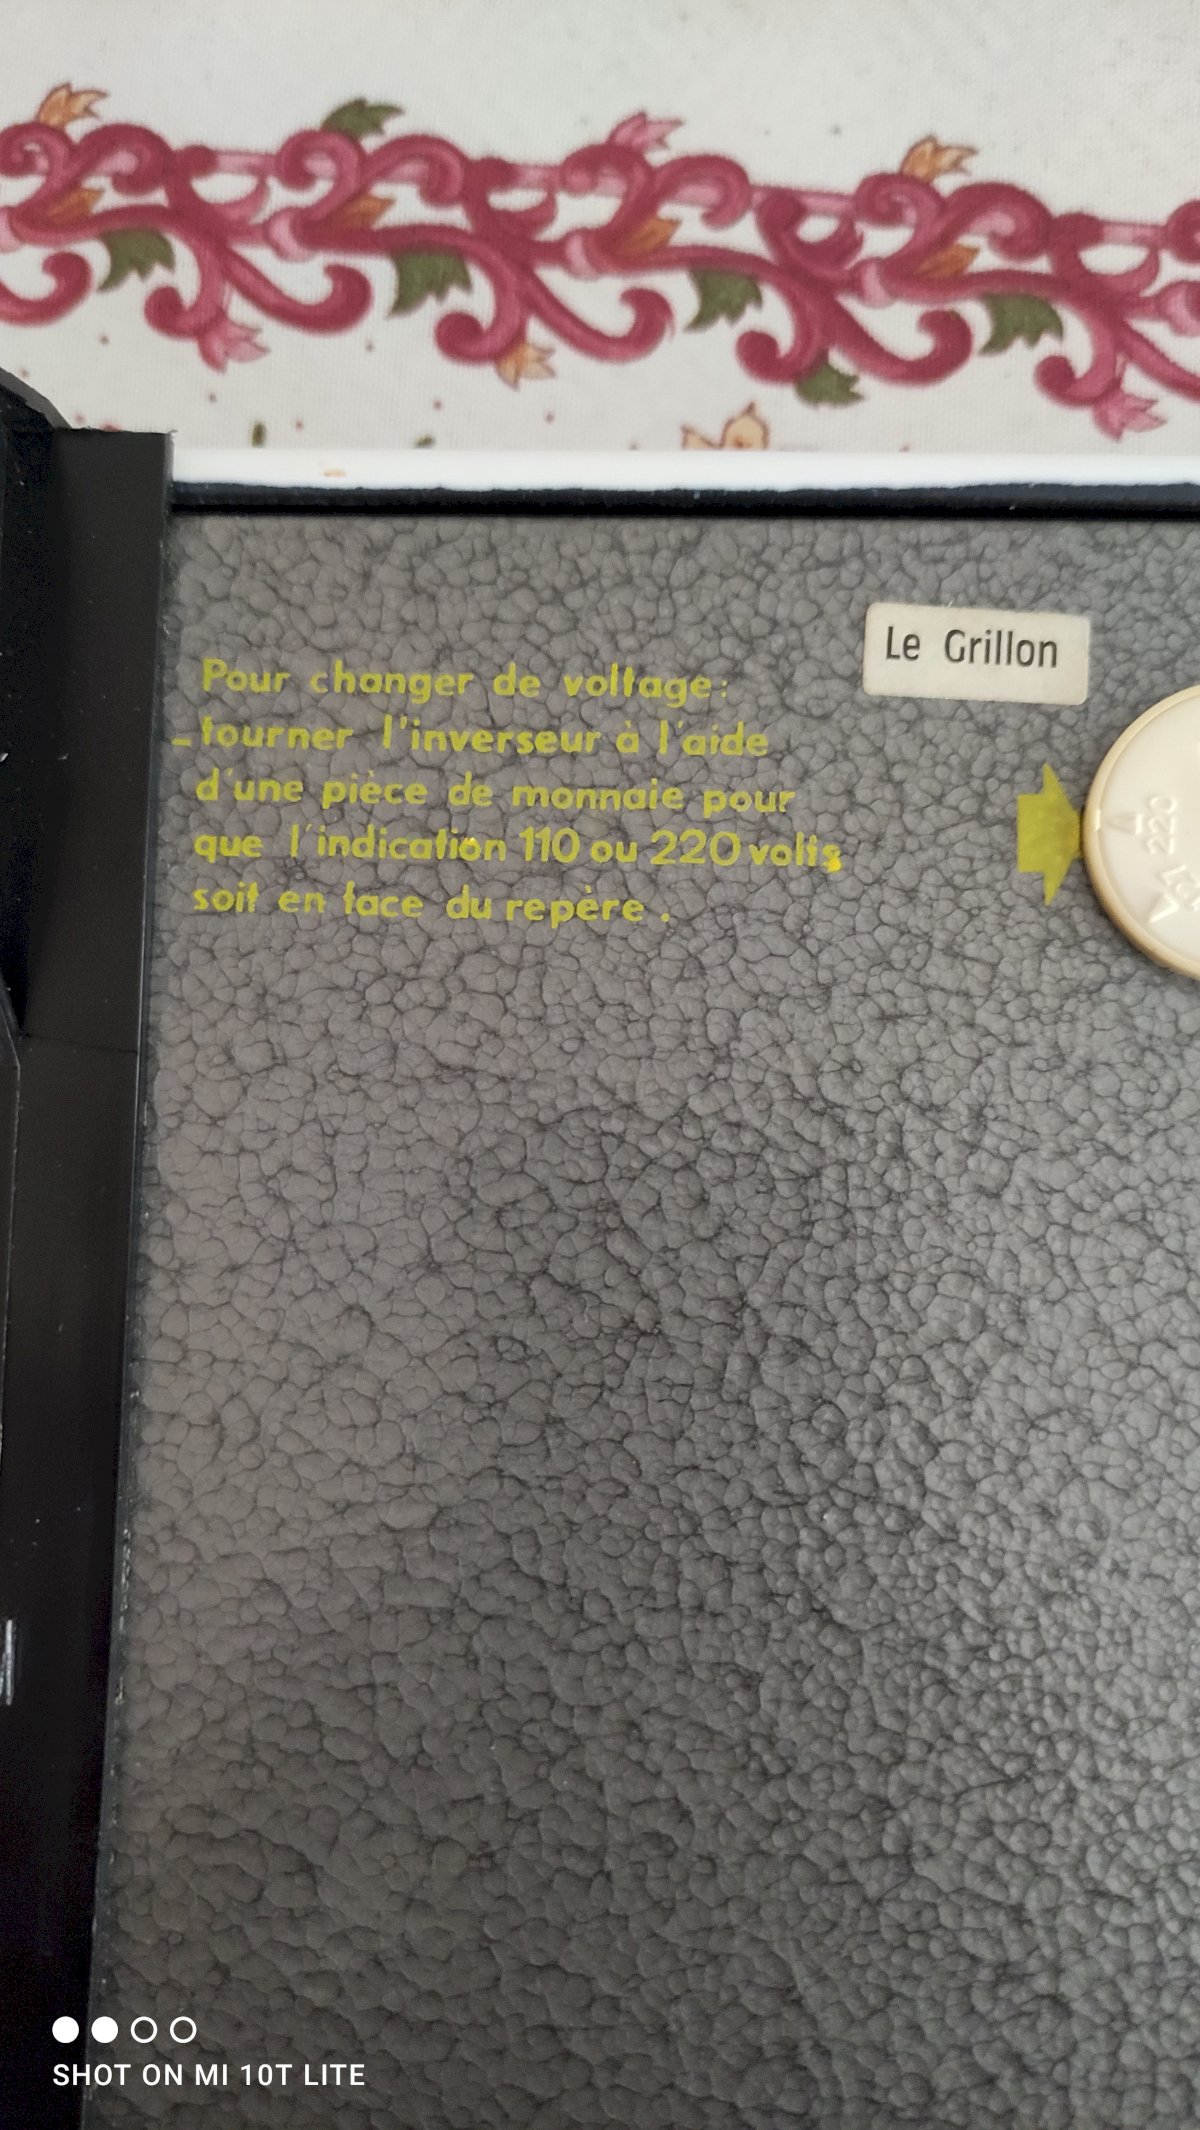 Le Grillon
Pour changer de voltage:
- tourner l'inverseur à l'aide
d'une pièce de monnaie pour
que l'indication 110 ou 220 volts
soit en face du repère.
220
SHOT ON MI 10T LITE